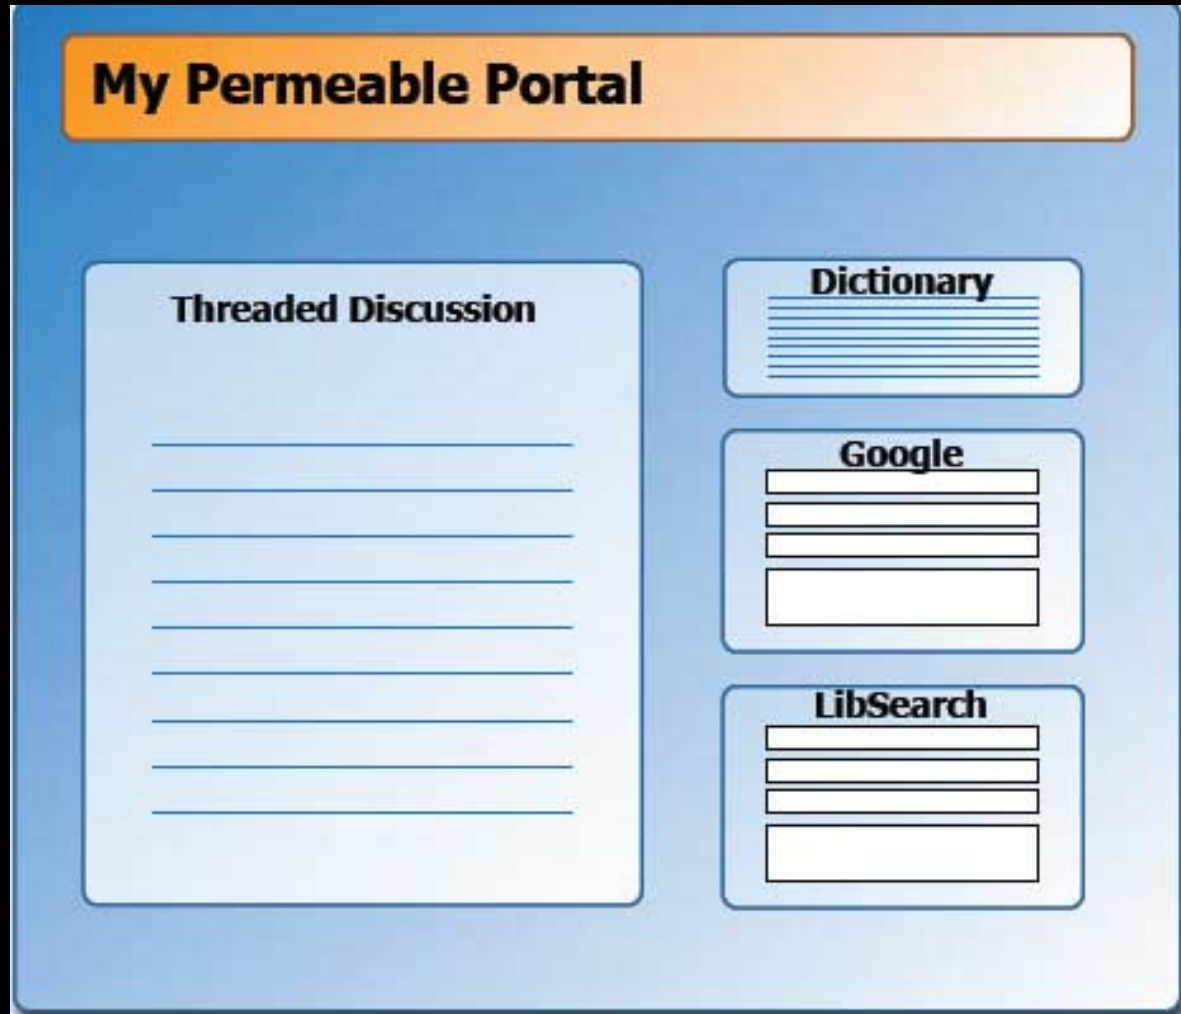 My Permeable Portal
Threaded Discussion
Dictionary
Google
LibSearch